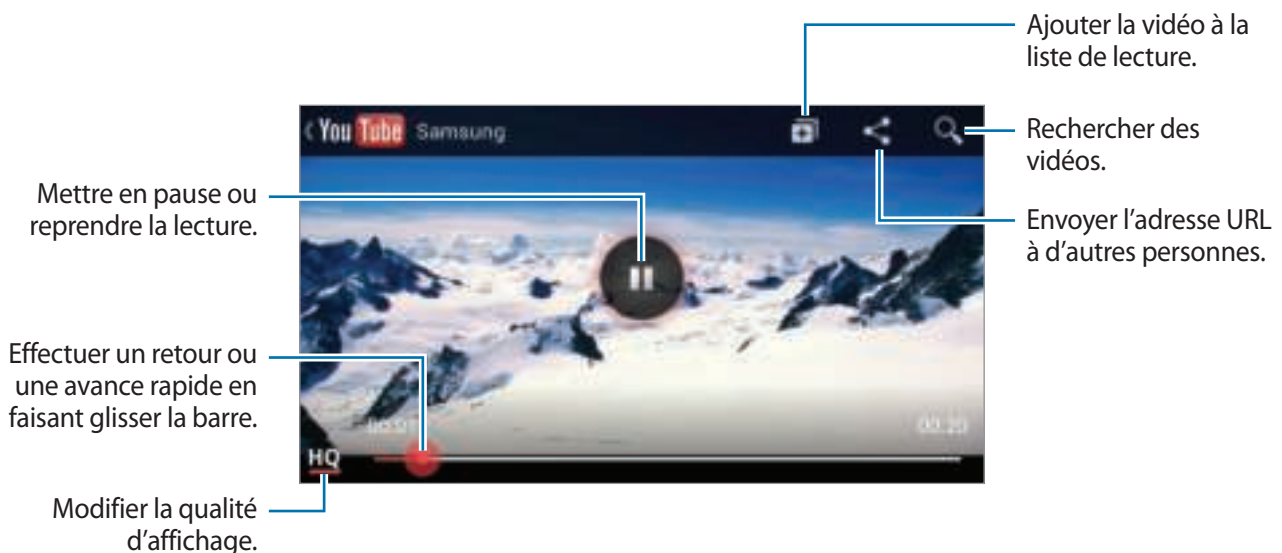 Ajouter la vidéo à la
liste de lecture.
You Tube Samsung
Rechercher des
vidéos.
Mettre en pause ou
reprendre la lecture.
Envoyer l’adresse URL
à d’autres personnes.
Effectuer un retour ou
une avance rapide en
faisant glisser la barre.
00:20
HQ
Modifier la qualité
d’affichage.